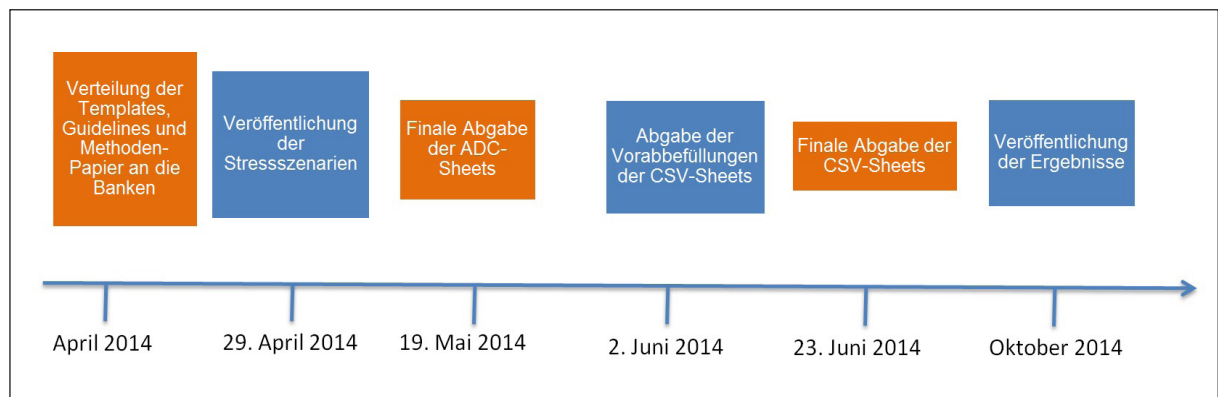 Verteilung der
Templates,
Guidelines und
Methoden-
Papier an die
Banken
Veröffentlichung
der
Stressszenarien
Finale Abgabe
der ADC-
Sheets
Abgabe der
Vorabbefüllungen
der CSV-Sheets
Finale Abgabe der
CSV-Sheets
Veröffentlichung
der Ergebnisse
April 2014
29. April 2014
19. Mai 2014
2. Juni 2014
23. Juni 2014
Oktober 2014